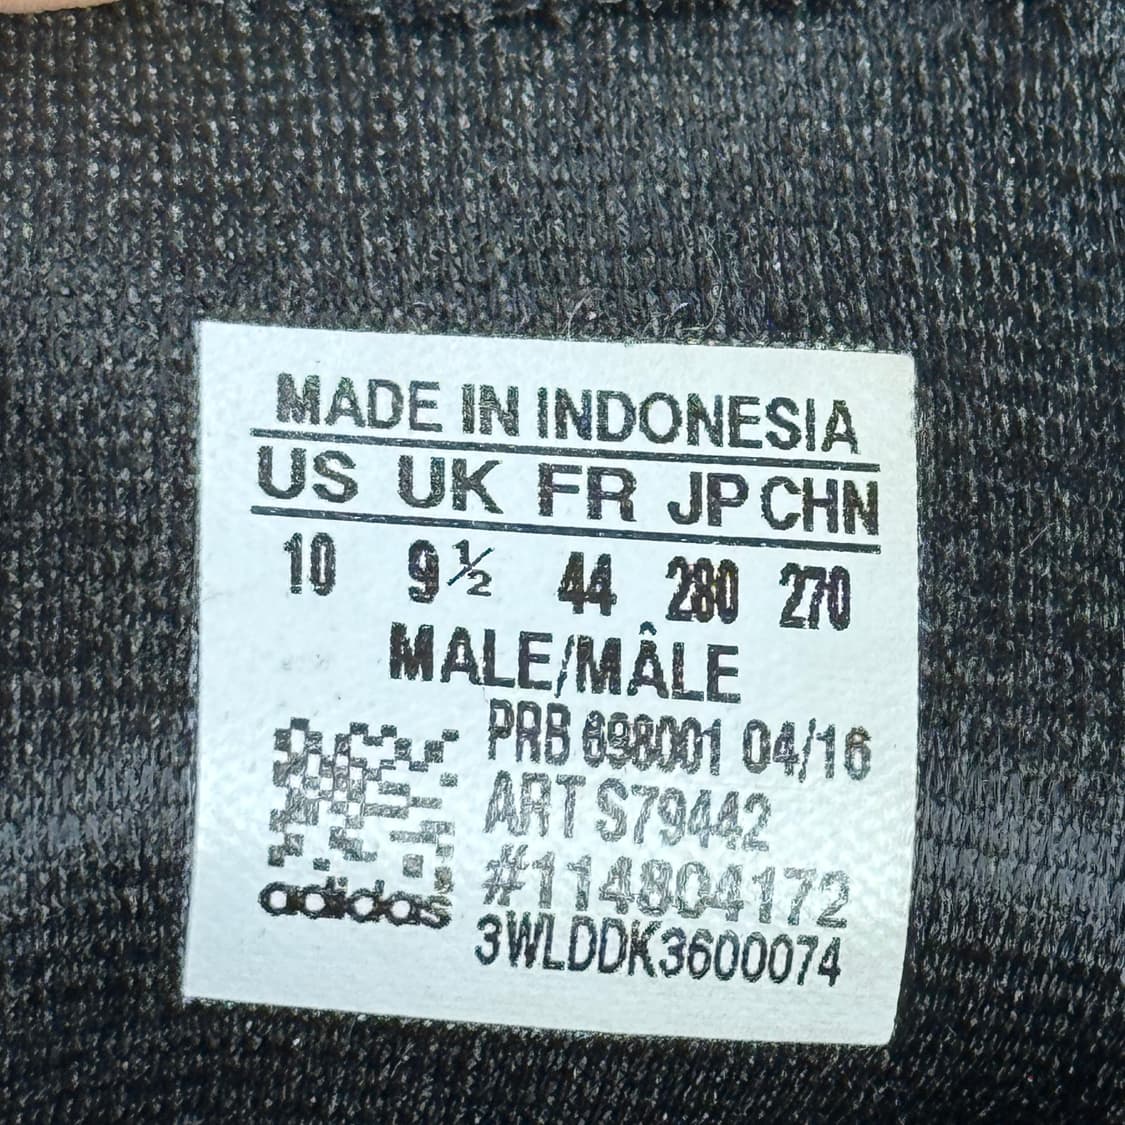 MADE IN INDONESIA
US UK FR JP CHN
10 9½ 44 280 270
MALE/MÂLE
PRB 698001 04/16
ART S79442
#114804172
adidas
3WLDDK3600074